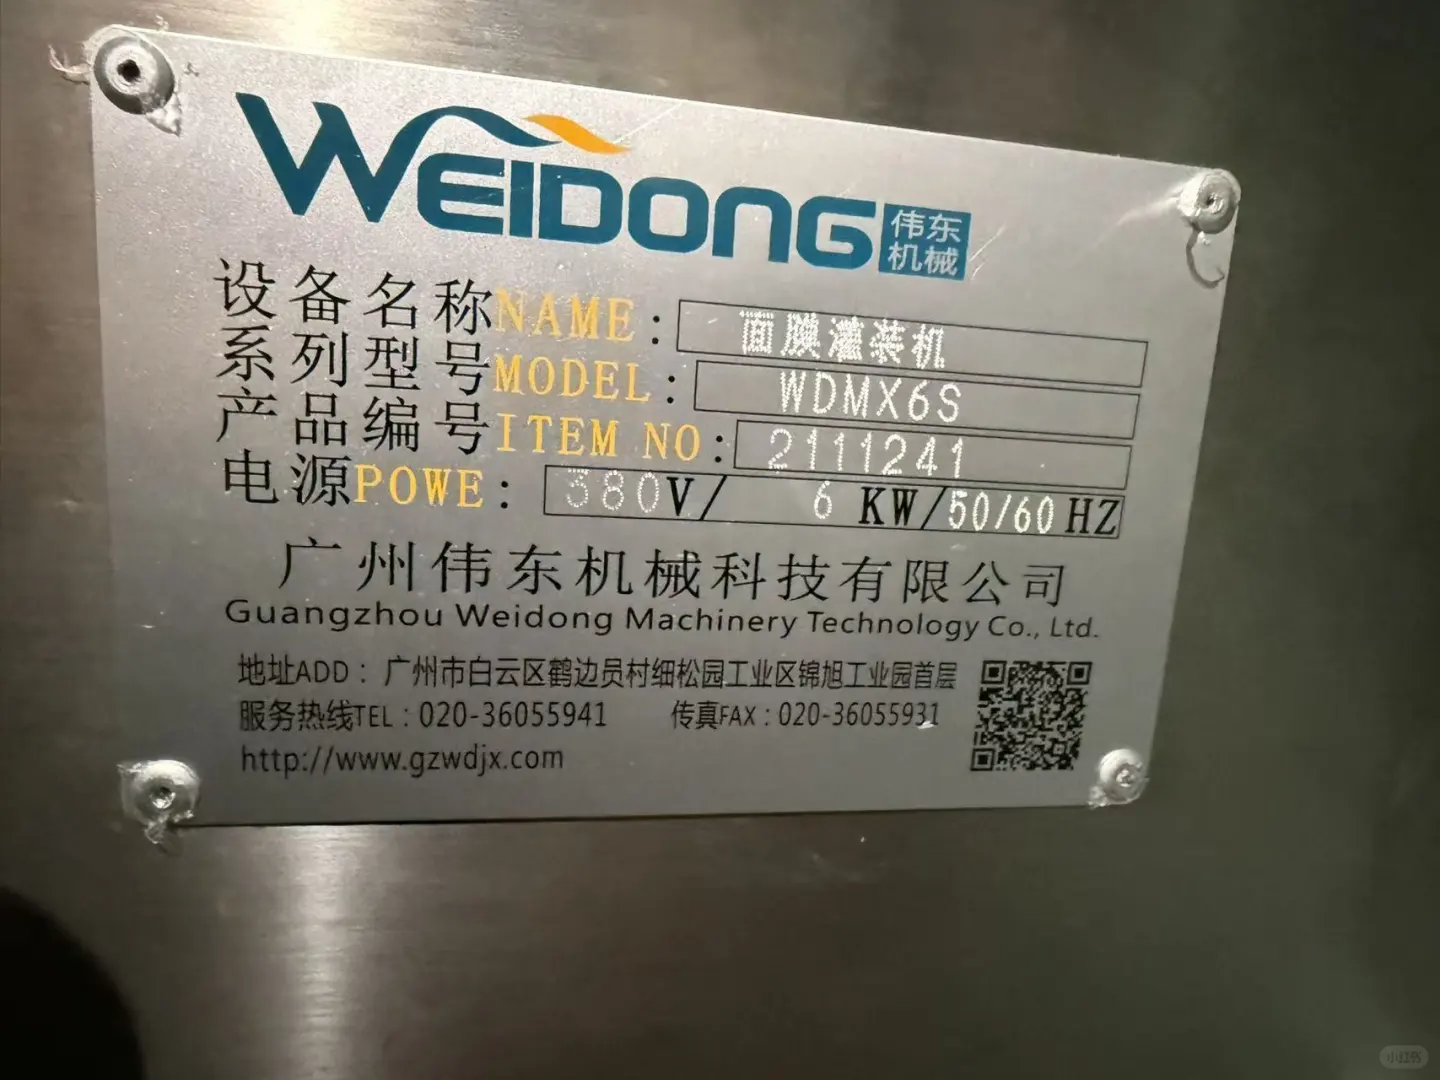 WEIDONG 伟东机械
设备名称NAME：面膜灌装机
系列型号MODEL：WDMX6S
产品编号ITEM NO：2111241
电源POWE：380V/ 6 KW/50/60HZ
广州伟东机械科技有限公司
Guangzhou Weidong Machinery Technology Co., Ltd.
地址ADD：广州市白云区鹤边员村细松园工业区锦旭工业园首层
服务热线TEL：020-36055941 传真FAX：020-36055931
http://www.gzwdjx.com
小红书